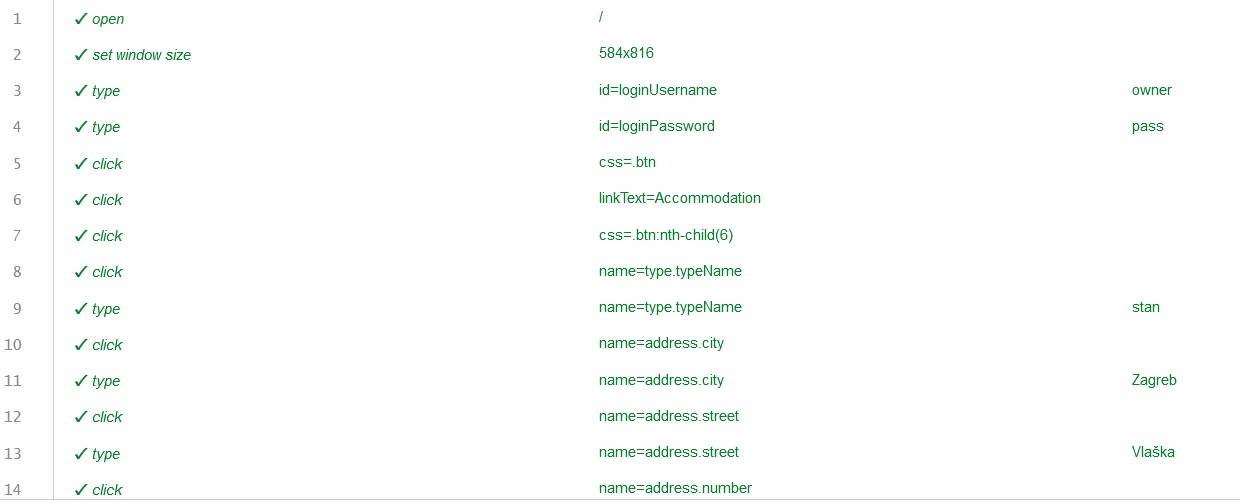 1 ✓ open /
2 ✓ set window size 584x816
3 ✓ type id=loginUsername owner
4 ✓ type id=loginPassword pass
5 ✓ click css=.btn
6 ✓ click linkText=Accommodation
7 ✓ click css=.btn:nth-child(6)
8 ✓ click name=type.typeName
9 ✓ type name=type.typeName stan
10 ✓ click name=address.city
11 ✓ type name=address.city Zagreb
12 ✓ click name=address.street
13 ✓ type name=address.street Vlaška
14 ✓ click name=address.number